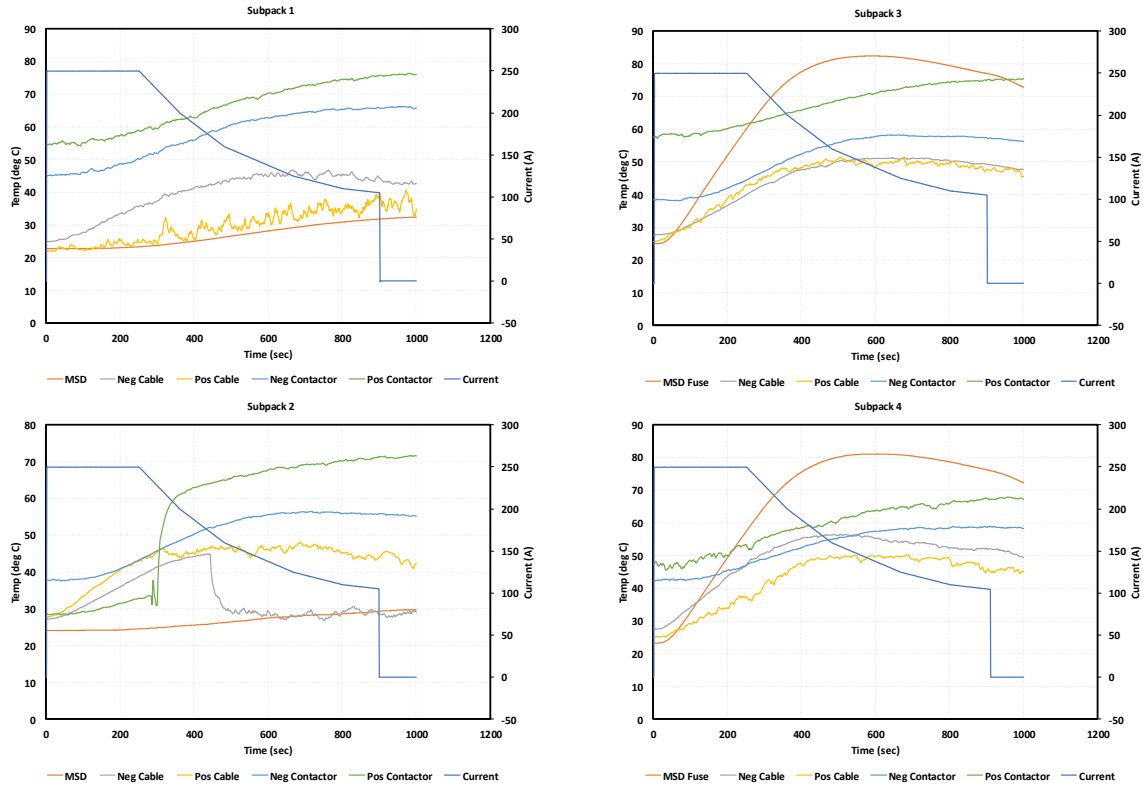 Subpack 1
90
80
70
60
50
40
30
20
10
0
Temp (deg C)
300
250
200
150
100
50
0
-50
Current (A)
0 200 400 600 800 1000 1200
Time (sec)
MSD Neg Cable Pos Cable Neg Contactor Pos Contactor Current
Subpack 3
90
80
70
60
50
40
30
20
10
0
Temp (deg C)
300
250
200
150
100
50
0
-50
Current (A)
0 200 400 600 800 1000 1200
Time (sec)
MSD Fuse Neg Cable Pos Cable Neg Contactor Pos Contactor Current
Subpack 2
80
70
60
50
40
30
20
10
0
Temp (deg C)
300
250
200
150
100
50
0
-50
Current (A)
0 200 400 600 800 1000 1200
Time (sec)
MSD Neg Cable Pos Cable Neg Contactor Pos Contactor Current
Subpack 4
90
80
70
60
50
40
30
20
10
0
Temp (deg C)
300
250
200
150
100
50
0
-50
Current (A)
0 200 400 600 800 1000 1200
Time (sec)
MSD Fuse Neg Cable Pos Cable Neg Contactor Pos Contactor Current